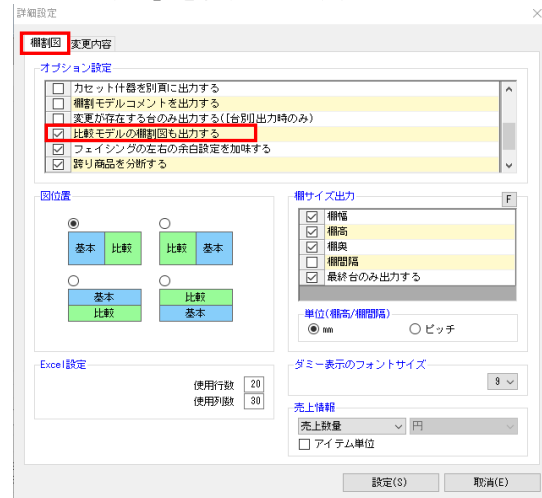 詳細設定
棚割図 変更内容
オプション設定
カセット什器を別頁に出力する
棚割モデルコメントを出力する
変更が存在する台のみ出力する([台別]出力時のみ)
比較モデルの棚割図も出力する
フェイシングの左右の余白設定を加味する
跨り商品を分断する
図位置
基本 比較 比較 基本
基本 比較
比較 基本
棚サイズ出力 F
棚幅
棚高
棚奥
棚間隔
最終台のみ出力する
単位(棚高/棚間隔)
mm ピッチ
Excel設定
使用行数 20
使用列数 30
ダミー表示のフォントサイズ
9
売上情報
売上数量 円
アイテム単位
設定(S) 取消(E)